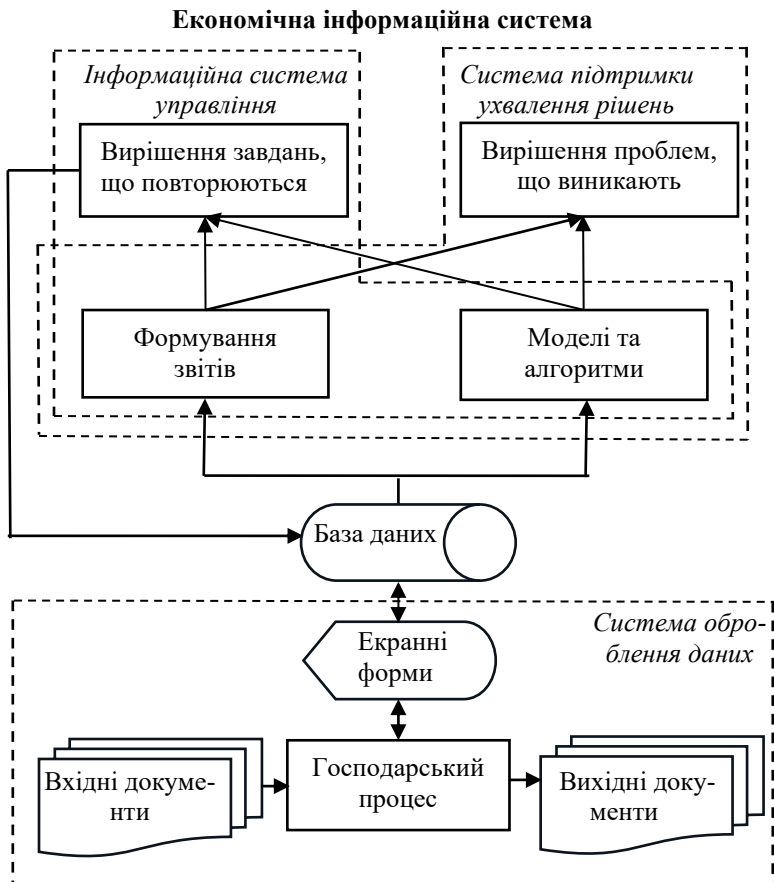 Економічна інформаційна система
Інформаційна система
управління
Система підтримки
ухвалення рішень
Вирішення завдань,
що повторюються
Вирішення проблем,
що виникають
Формування
звітів
Моделі та
алгоритми
База даних
Система обро-
блення даних
Екранні
форми
Вхідні докуме-
нти
Господарський
процес
Вихідні доку-
менти